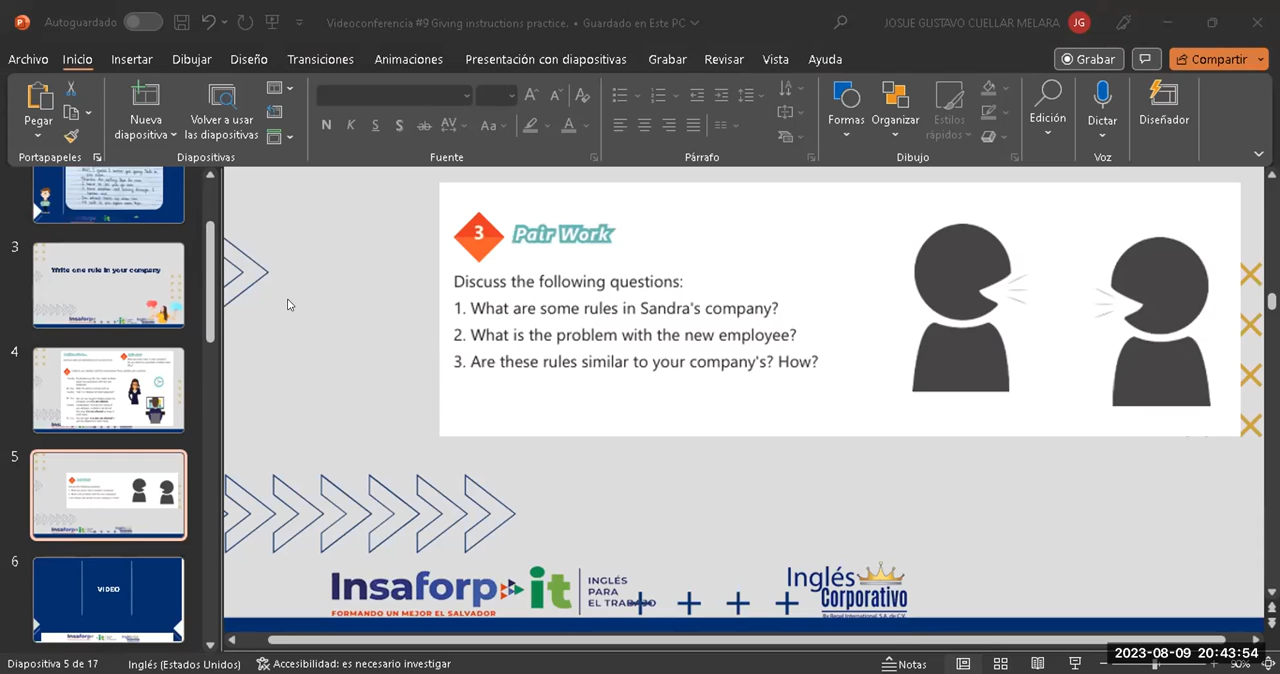 Autoguardado
Videoconferencia #9 Giving instructions practice. • Guardado en Este PC
JOSUE GUSTAVO CUELLAR MELARA
JG
Archivo Inicio Insertar Dibujar Diseño Transiciones Animaciones Presentación con diapositivas Grabar Revisar Vista Ayuda
Grabar
Compartir
Pegar
Nueva diapositiva
Volver a usar las diapositivas
N K S S ab AV Aa A
Formas
Organizar
Estilos rápidos
Edición
Dictar
Diseñador
Portapapeles
Diapositivas
Fuente
Párrafo
Dibujo
Voz
3
Write one rule in your company
4
5
6
VIDEO
3 Pair Work
Discuss the following questions:
1. What are some rules in Sandra's company?
2. What is the problem with the new employee?
3. Are these rules similar to your company's? How?
Insaforp
FORMANDO UN MEJOR EL SALVADOR
it
INGLÉS
PARA
EL TRABAJO
Inglés
Corporativo
Diapositiva 5 de 17
Inglés (Estados Unidos)
Accesibilidad: es necesario investigar
Notas
2023-08-09 20:43:54
90%